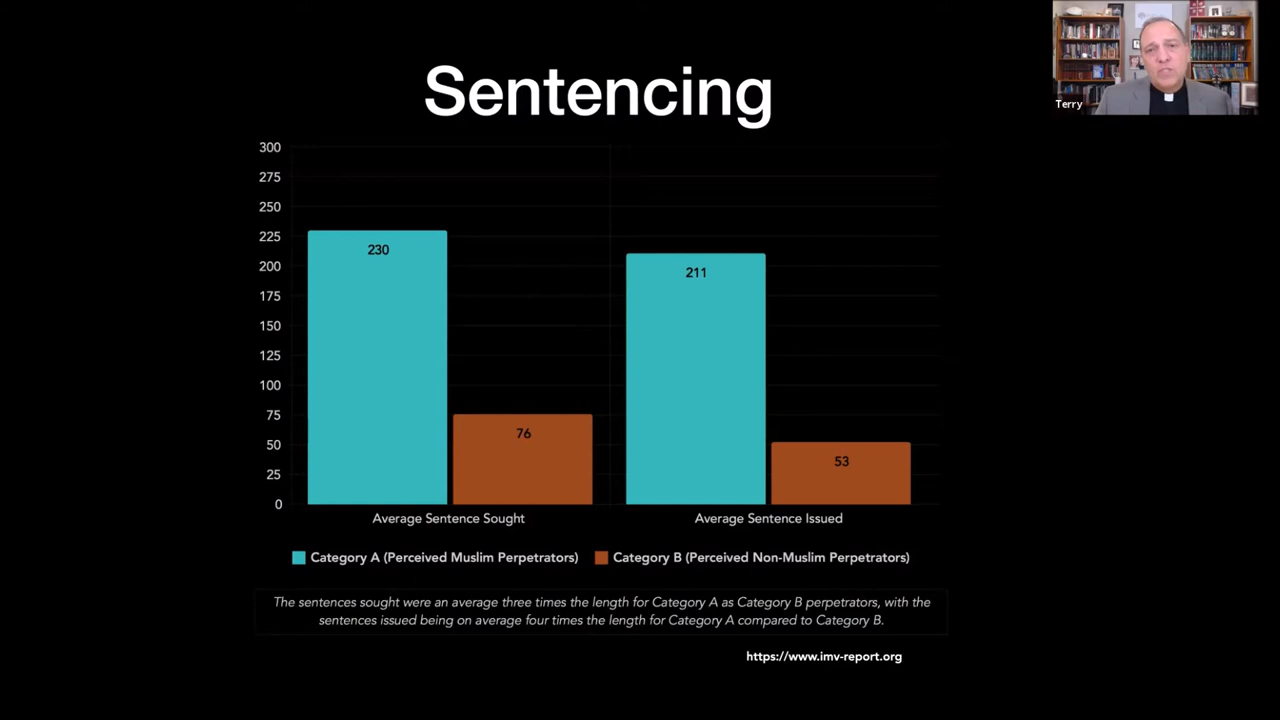 Sentencing
Terry
300
275
250
225
200
175
150
125
100
75
50
25
0
230
76
211
53
Average Sentence Sought
Average Sentence Issued
Category A (Perceived Muslim Perpetrators)
Category B (Perceived Non-Muslim Perpetrators)
The sentences sought were an average three times the length for Category A as Category B perpetrators, with the
sentences issued being on average four times the length for Category A compared to Category B.
https://www.imv-report.org